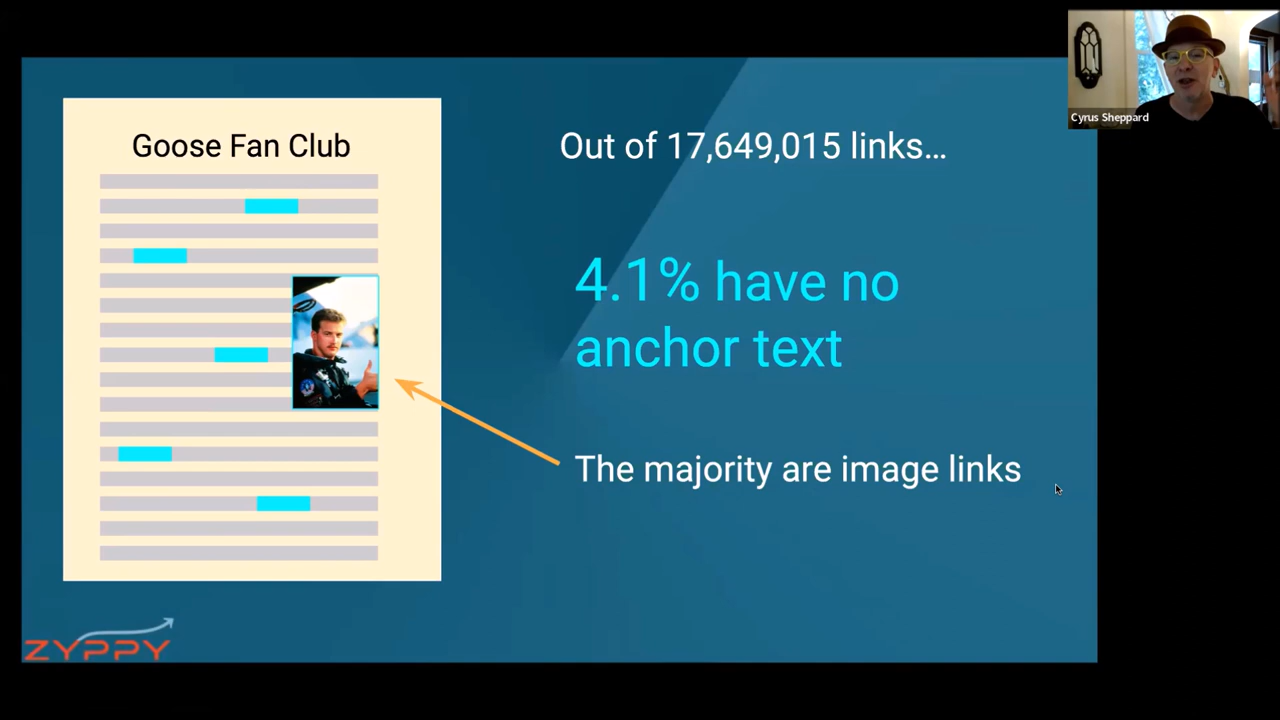 Cyrus Sheppard
Goose Fan Club
Out of 17,649,015 links...
4.1% have no
anchor text
The majority are image links
ZYPPY